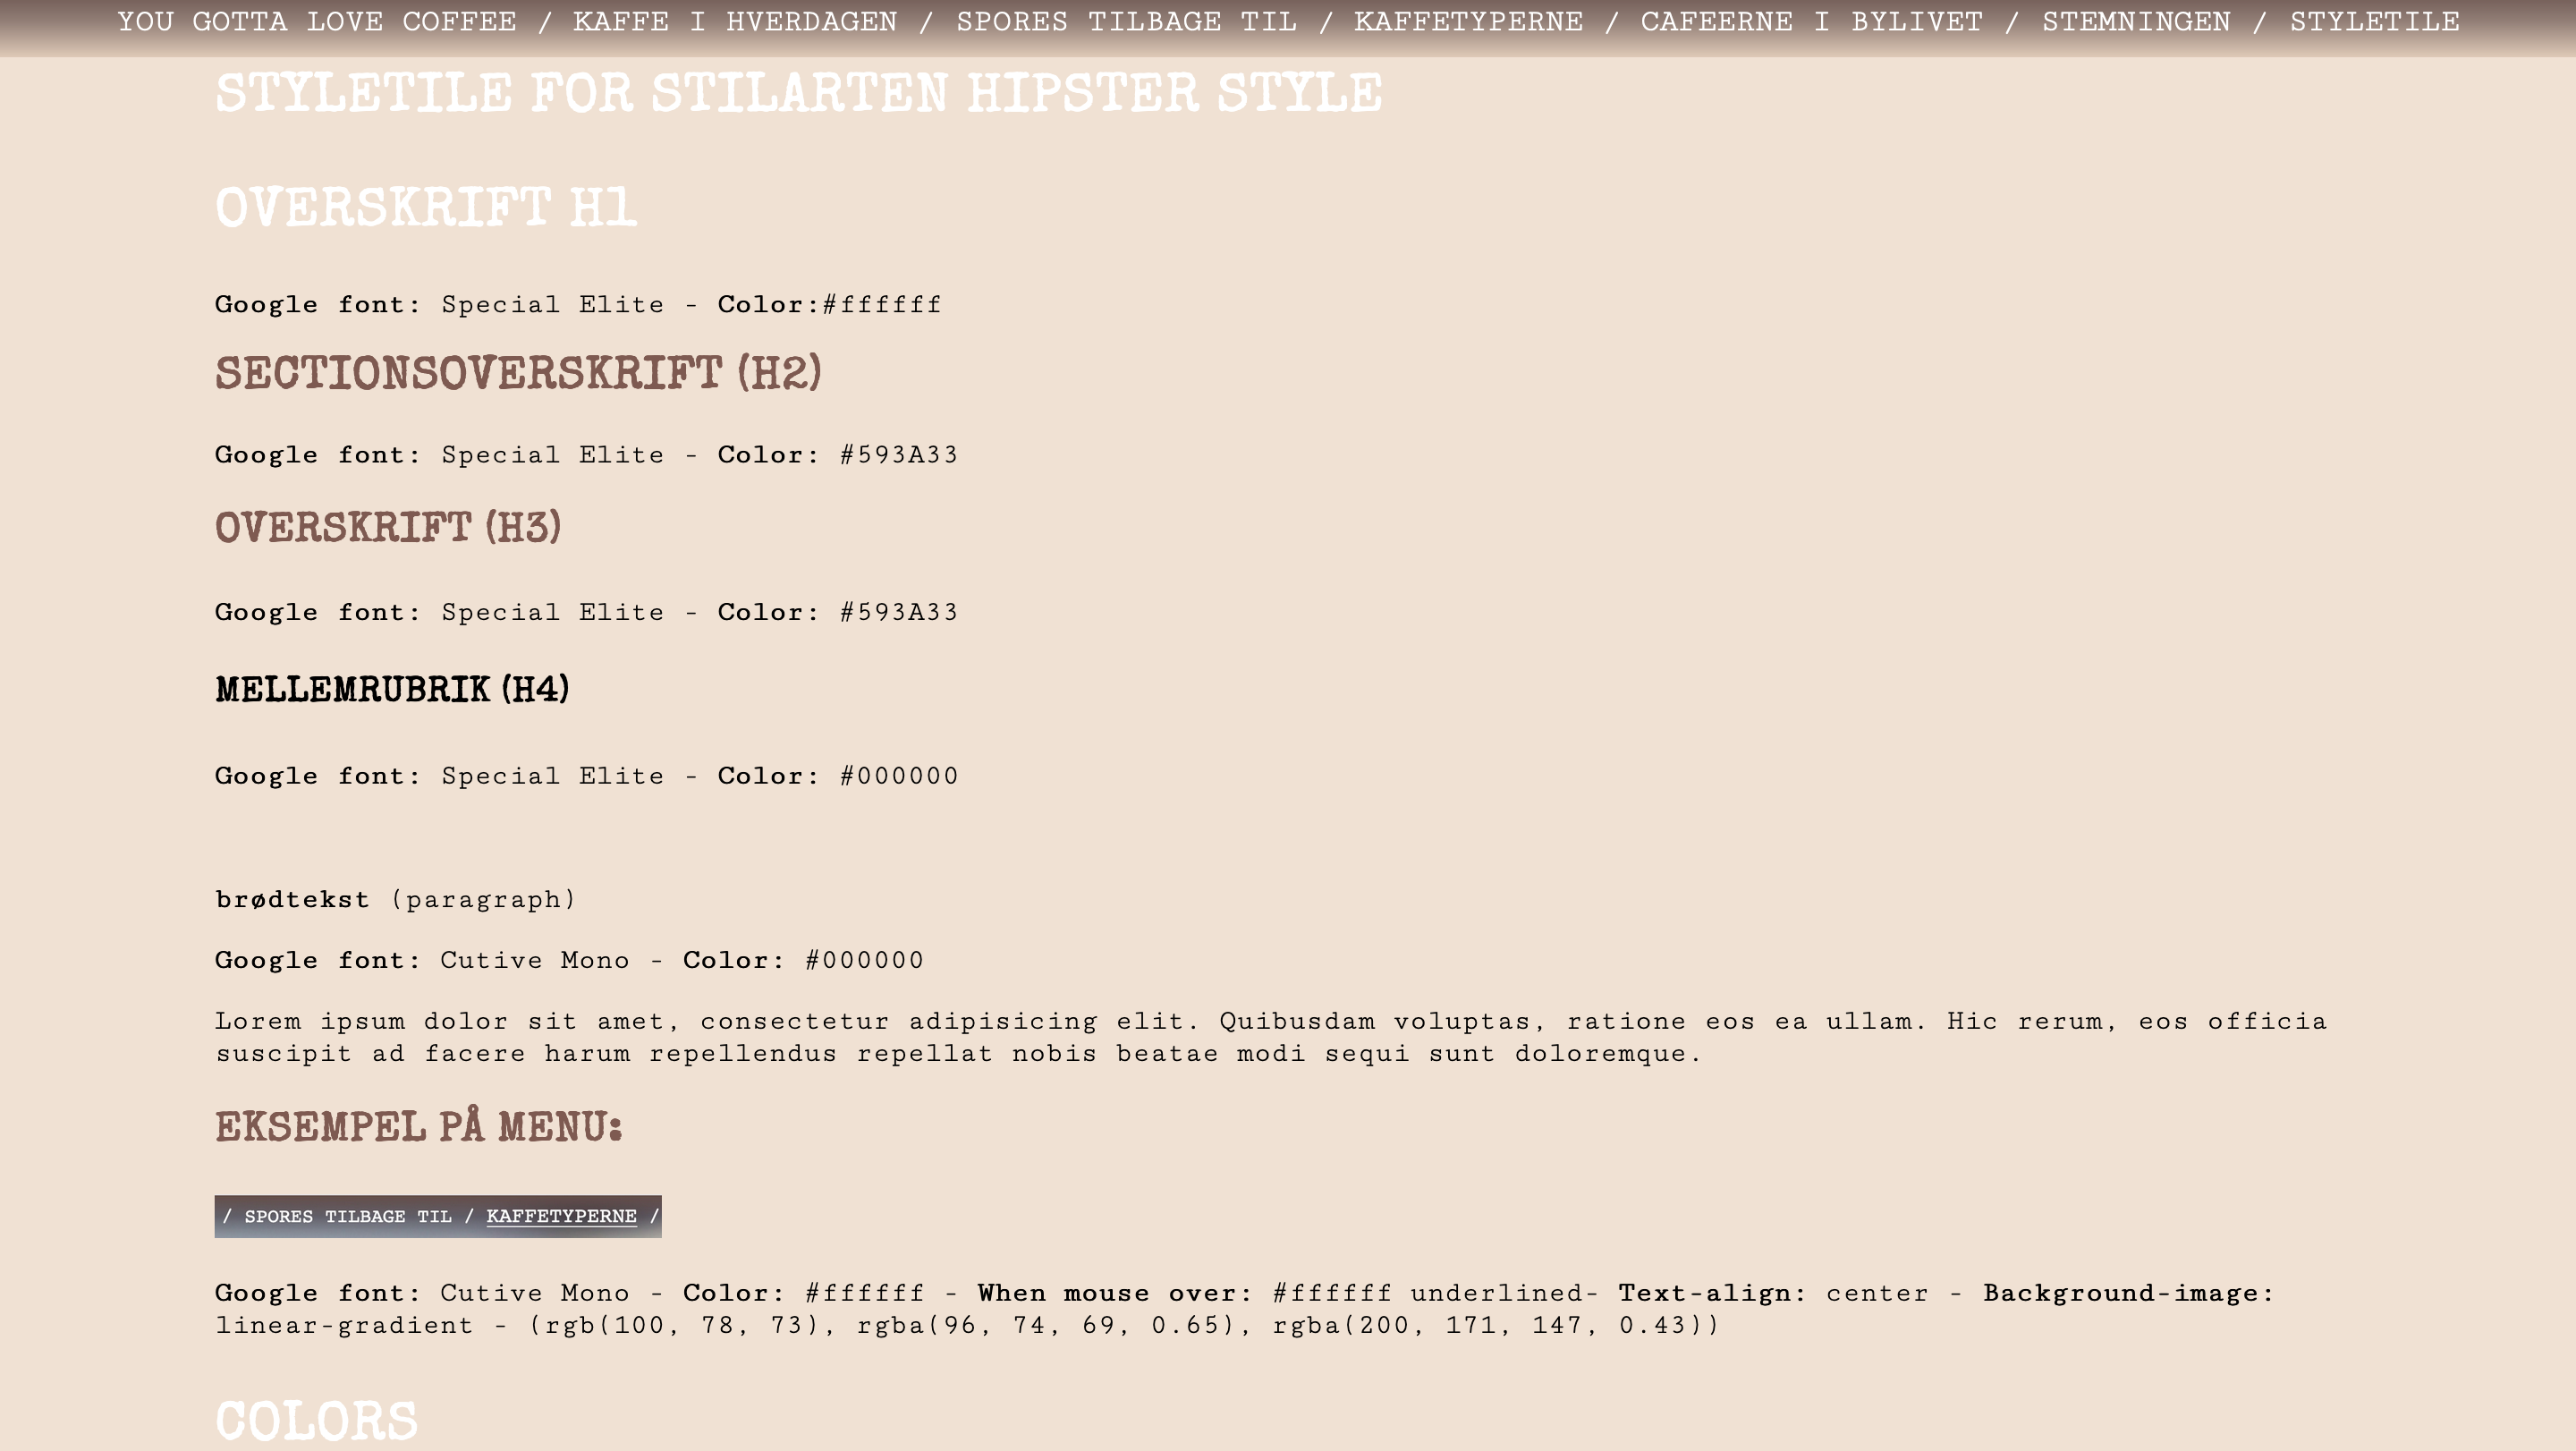 YOU GOTTA LOVE COFFEE / KAFFE I HVERDAGEN / SPORES TILBAGE TIL / KAFFETYPERNE / CAFEERNE I BYLIVET / STEMNINGEN / STYLETILE
STYLETILE FOR STILARTEN HIPSTER STYLE
OVERSKRIFT H1
Google font: Special Elite - Color:#ffffff
SECTIONSOVERSKRIFT (H2)
Google font: Special Elite - Color: #593A33
OVERSKRIFT (H3)
Google font: Special Elite - Color: #593A33
MELLEMRUBRIK (H4)
Google font: Special Elite - Color: #000000
brødtekst (paragraph)
Google font: Cutive Mono - Color: #000000
Lorem ipsum dolor sit amet, consectetur adipisicing elit. Quibusdam voluptas, ratione eos ea ullam. Hic rerum, eos officia
suscipit ad facere harum repellendus repellat nobis beatae modi sequi sunt doloremque.
EKSEMPEL PÅ MENU:
/ SPORES TILBAGE TIL / KAFFETYPERNE /
Google font: Cutive Mono - Color: #ffffff - When mouse over: #ffffff underlined- Text-align: center - Background-image:
linear-gradient - (rgb(100, 78, 73), rgba(96, 74, 69, 0.65), rgba(200, 171, 147, 0.43))
COLORS